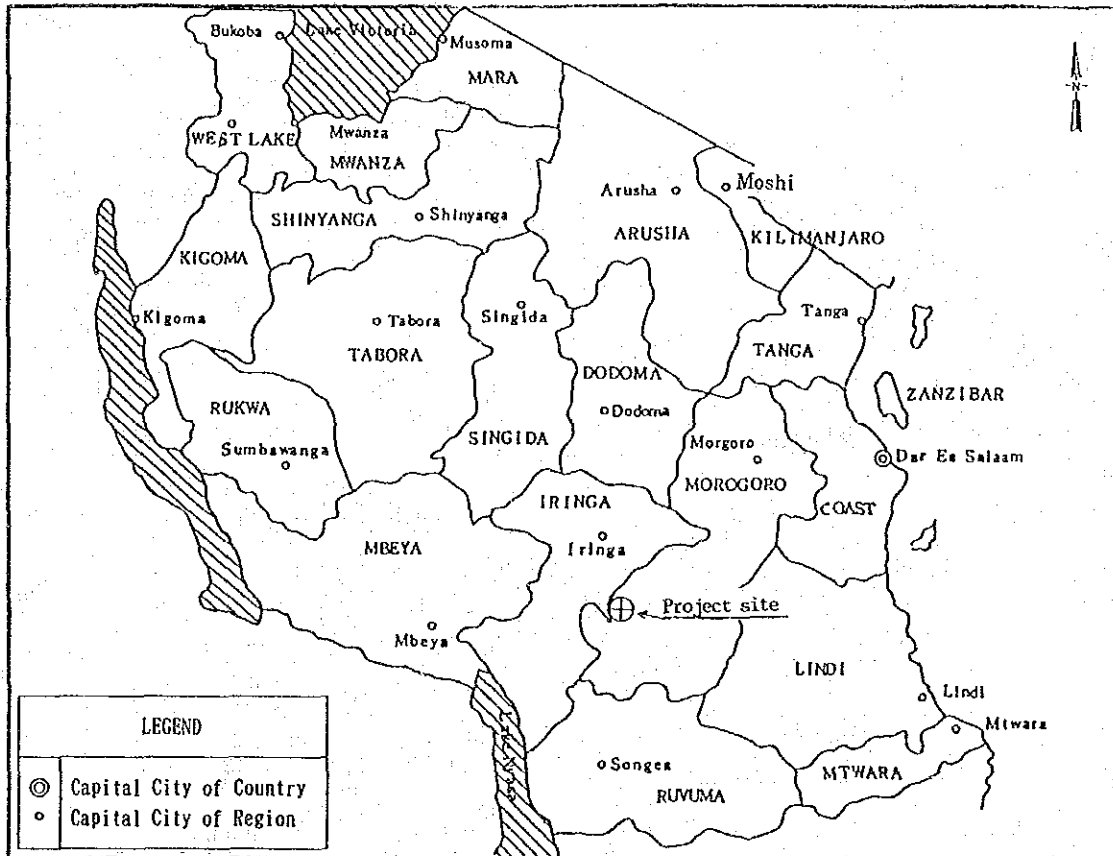 Bukoba
Lake Victoria
Musoma
MARA
N
WEST LAKE
Mwanza
MWANZA
Arusha
Moshi
SHINYANGA
Shinyanga
ARUSHA
KILIMANJARO
KIGOMA
Kigoma
Tabora
TABORA
Singida
Tanga
TANGA
DODOMA
ZANZIBAR
RUKWA
Dodoma
Sumbawanga
SINGIDA
Morgoro
MOROGORO
Dar Es Salaam
COAST
IRINGA
Iringa
MBEYA
Project site
Mbeya
LINDI
Lindi
Mtwara
MTWARA
Songea
RUVUMA
LEGEND
Capital City of Country
Capital City of Region